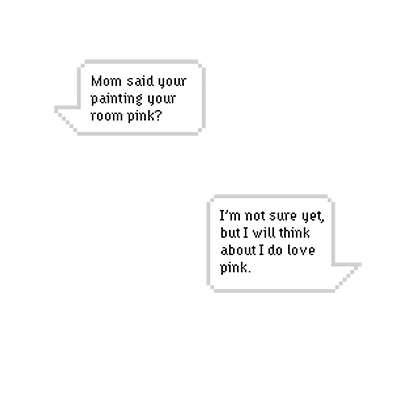 Mom said your
painting your
room pink?
I'm not sure yet,
but I will think
about I do love
pink.